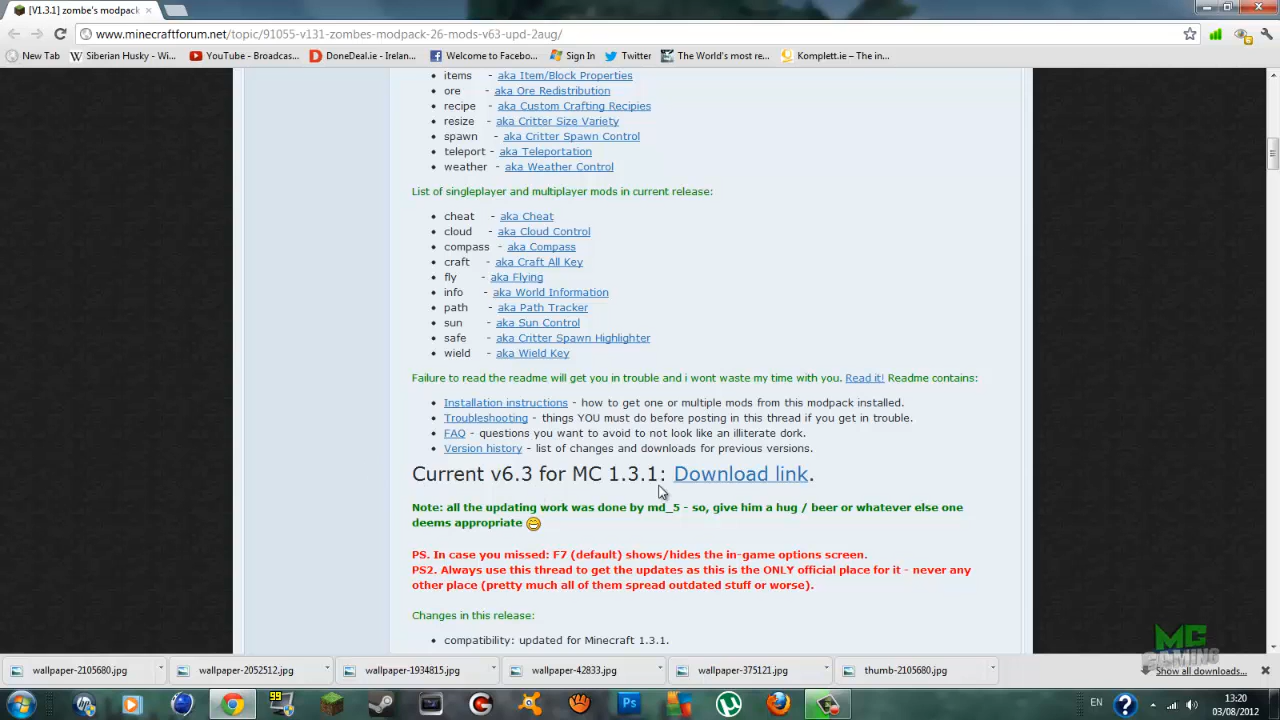 [V1.3.1] zombe's modpack
www.minecraftforum.net/topic/91055-v131-zombes-modpack-26-mods-v63-upd-2aug/
New Tab Siberian Husky - Wi... YouTube - Broadcas... DoneDeal.ie - Irelan... Welcome to Facebo... Sign In Twitter The World's most re... Komplett.ie – The in...
items - aka Item/Block Properties
ore - aka Ore Redistribution
recipe - aka Custom Crafting Recipies
resize - aka Critter Size Variety
spawn - aka Critter Spawn Control
teleport - aka Teleportation
weather - aka Weather Control
List of singleplayer and multiplayer mods in current release:
cheat - aka Cheat
cloud - aka Cloud Control
compass - aka Compass
craft - aka Craft All Key
fly - aka Flying
info - aka World Information
path - aka Path Tracker
sun - aka Sun Control
safe - aka Critter Spawn Highlighter
wield - aka Wield Key
Failure to read the readme will get you in trouble and i wont waste my time with you. Read it! Readme contains:
Installation instructions - how to get one or multiple mods from this modpack installed.
Troubleshooting - things YOU must do before posting in this thread if you get in trouble.
FAQ - questions you want to avoid to not look like an illiterate dork.
Version history - list of changes and downloads for previous versions.
Current v6.3 for MC 1.3.1: Download link.
Note: all the updating work was done by md_5 - so, give him a hug / beer or whatever else one
deems appropriate
PS. In case you missed: F7 (default) shows/hides the in-game options screen.
PS2. Always use this thread to get the updates as this is the ONLY official place for it - never any
other place (pretty much all of them spread outdated stuff or worse).
Changes in this release:
compatibility: updated for Minecraft 1.3.1.
MC
GAMING
wallpaper-2105680.jpg wallpaper-2052512.jpg wallpaper-1934815.jpg wallpaper-42833.jpg wallpaper-375121.jpg thumb-2105680.jpg Show all downloads...
99 Ps EN 13:20
03/08/2012